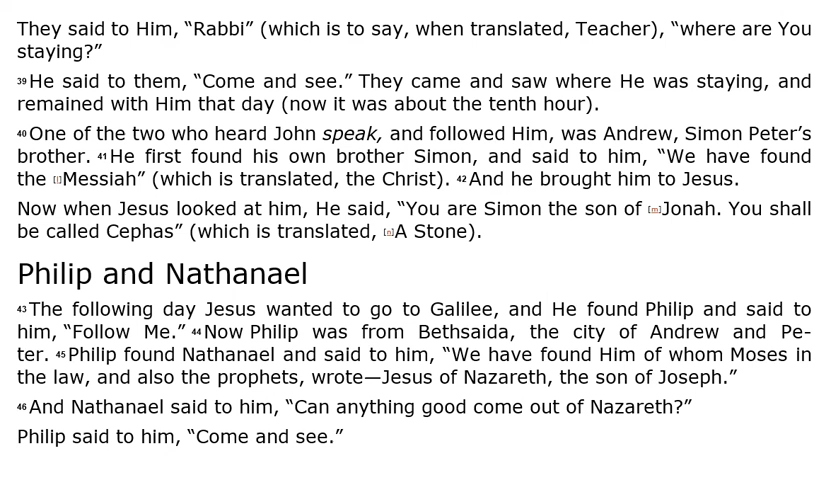 They said to Him, “Rabbi” (which is to say, when translated, Teacher), “where are You
staying?”
39 He said to them, “Come and see.” They came and saw where He was staying, and
remained with Him that day (now it was about the tenth hour).
40 One of the two who heard John speak, and followed Him, was Andrew, Simon Peter’s
brother. 41 He first found his own brother Simon, and said to him, “We have found
the [l]Messiah” (which is translated, the Christ). 42 And he brought him to Jesus.
Now when Jesus looked at him, He said, “You are Simon the son of [m]Jonah. You shall
be called Cephas” (which is translated, [n]A Stone).
Philip and Nathanael
43 The following day Jesus wanted to go to Galilee, and He found Philip and said to
him, “Follow Me.” 44 Now Philip was from Bethsaida, the city of Andrew and Pe-
ter. 45 Philip found Nathanael and said to him, “We have found Him of whom Moses in
the law, and also the prophets, wrote—Jesus of Nazareth, the son of Joseph.”
46 And Nathanael said to him, “Can anything good come out of Nazareth?”
Philip said to him, “Come and see.”